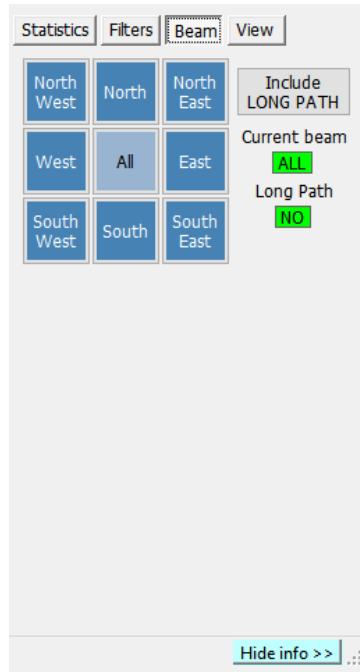 Statistics Filters Beam View
North West North North East
Include LONG PATH
West All East
Current beam
ALL
Long Path
NO
South West South South East
Hide info >>